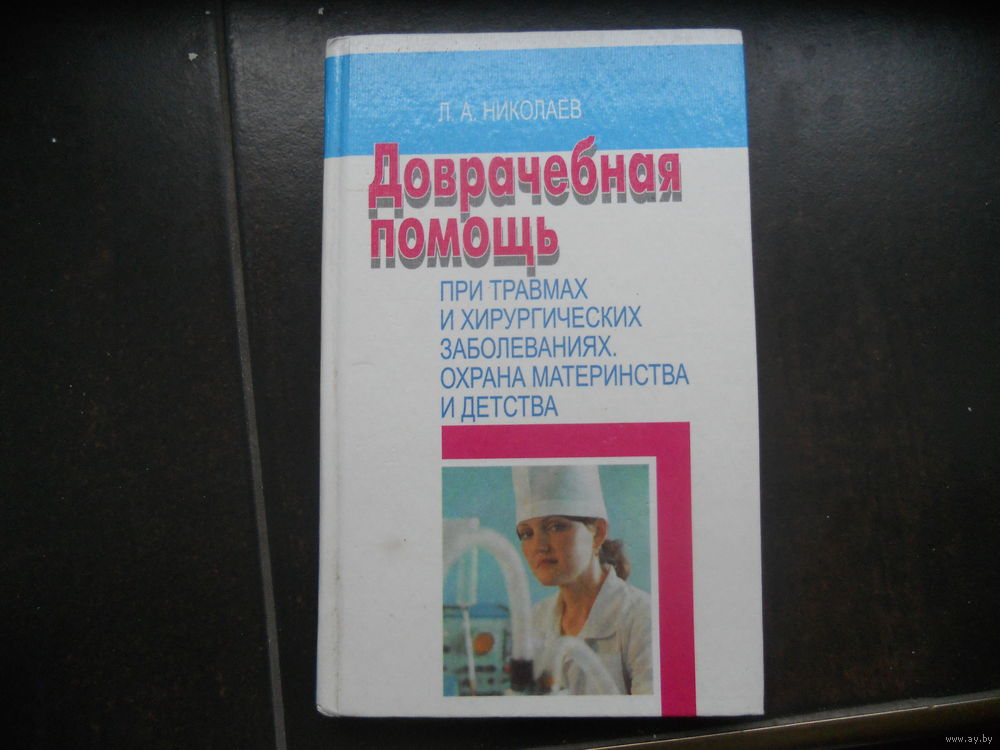 Л. А. НИКОЛАЕВ
Доврачебная
помощь
ПРИ ТРАВМАХ
И ХИРУРГИЧЕСКИХ
ЗАБОЛЕВАНИЯХ.
ОХРАНА МАТЕРИНСТВА
И ДЕТСТВА
www.ay.by